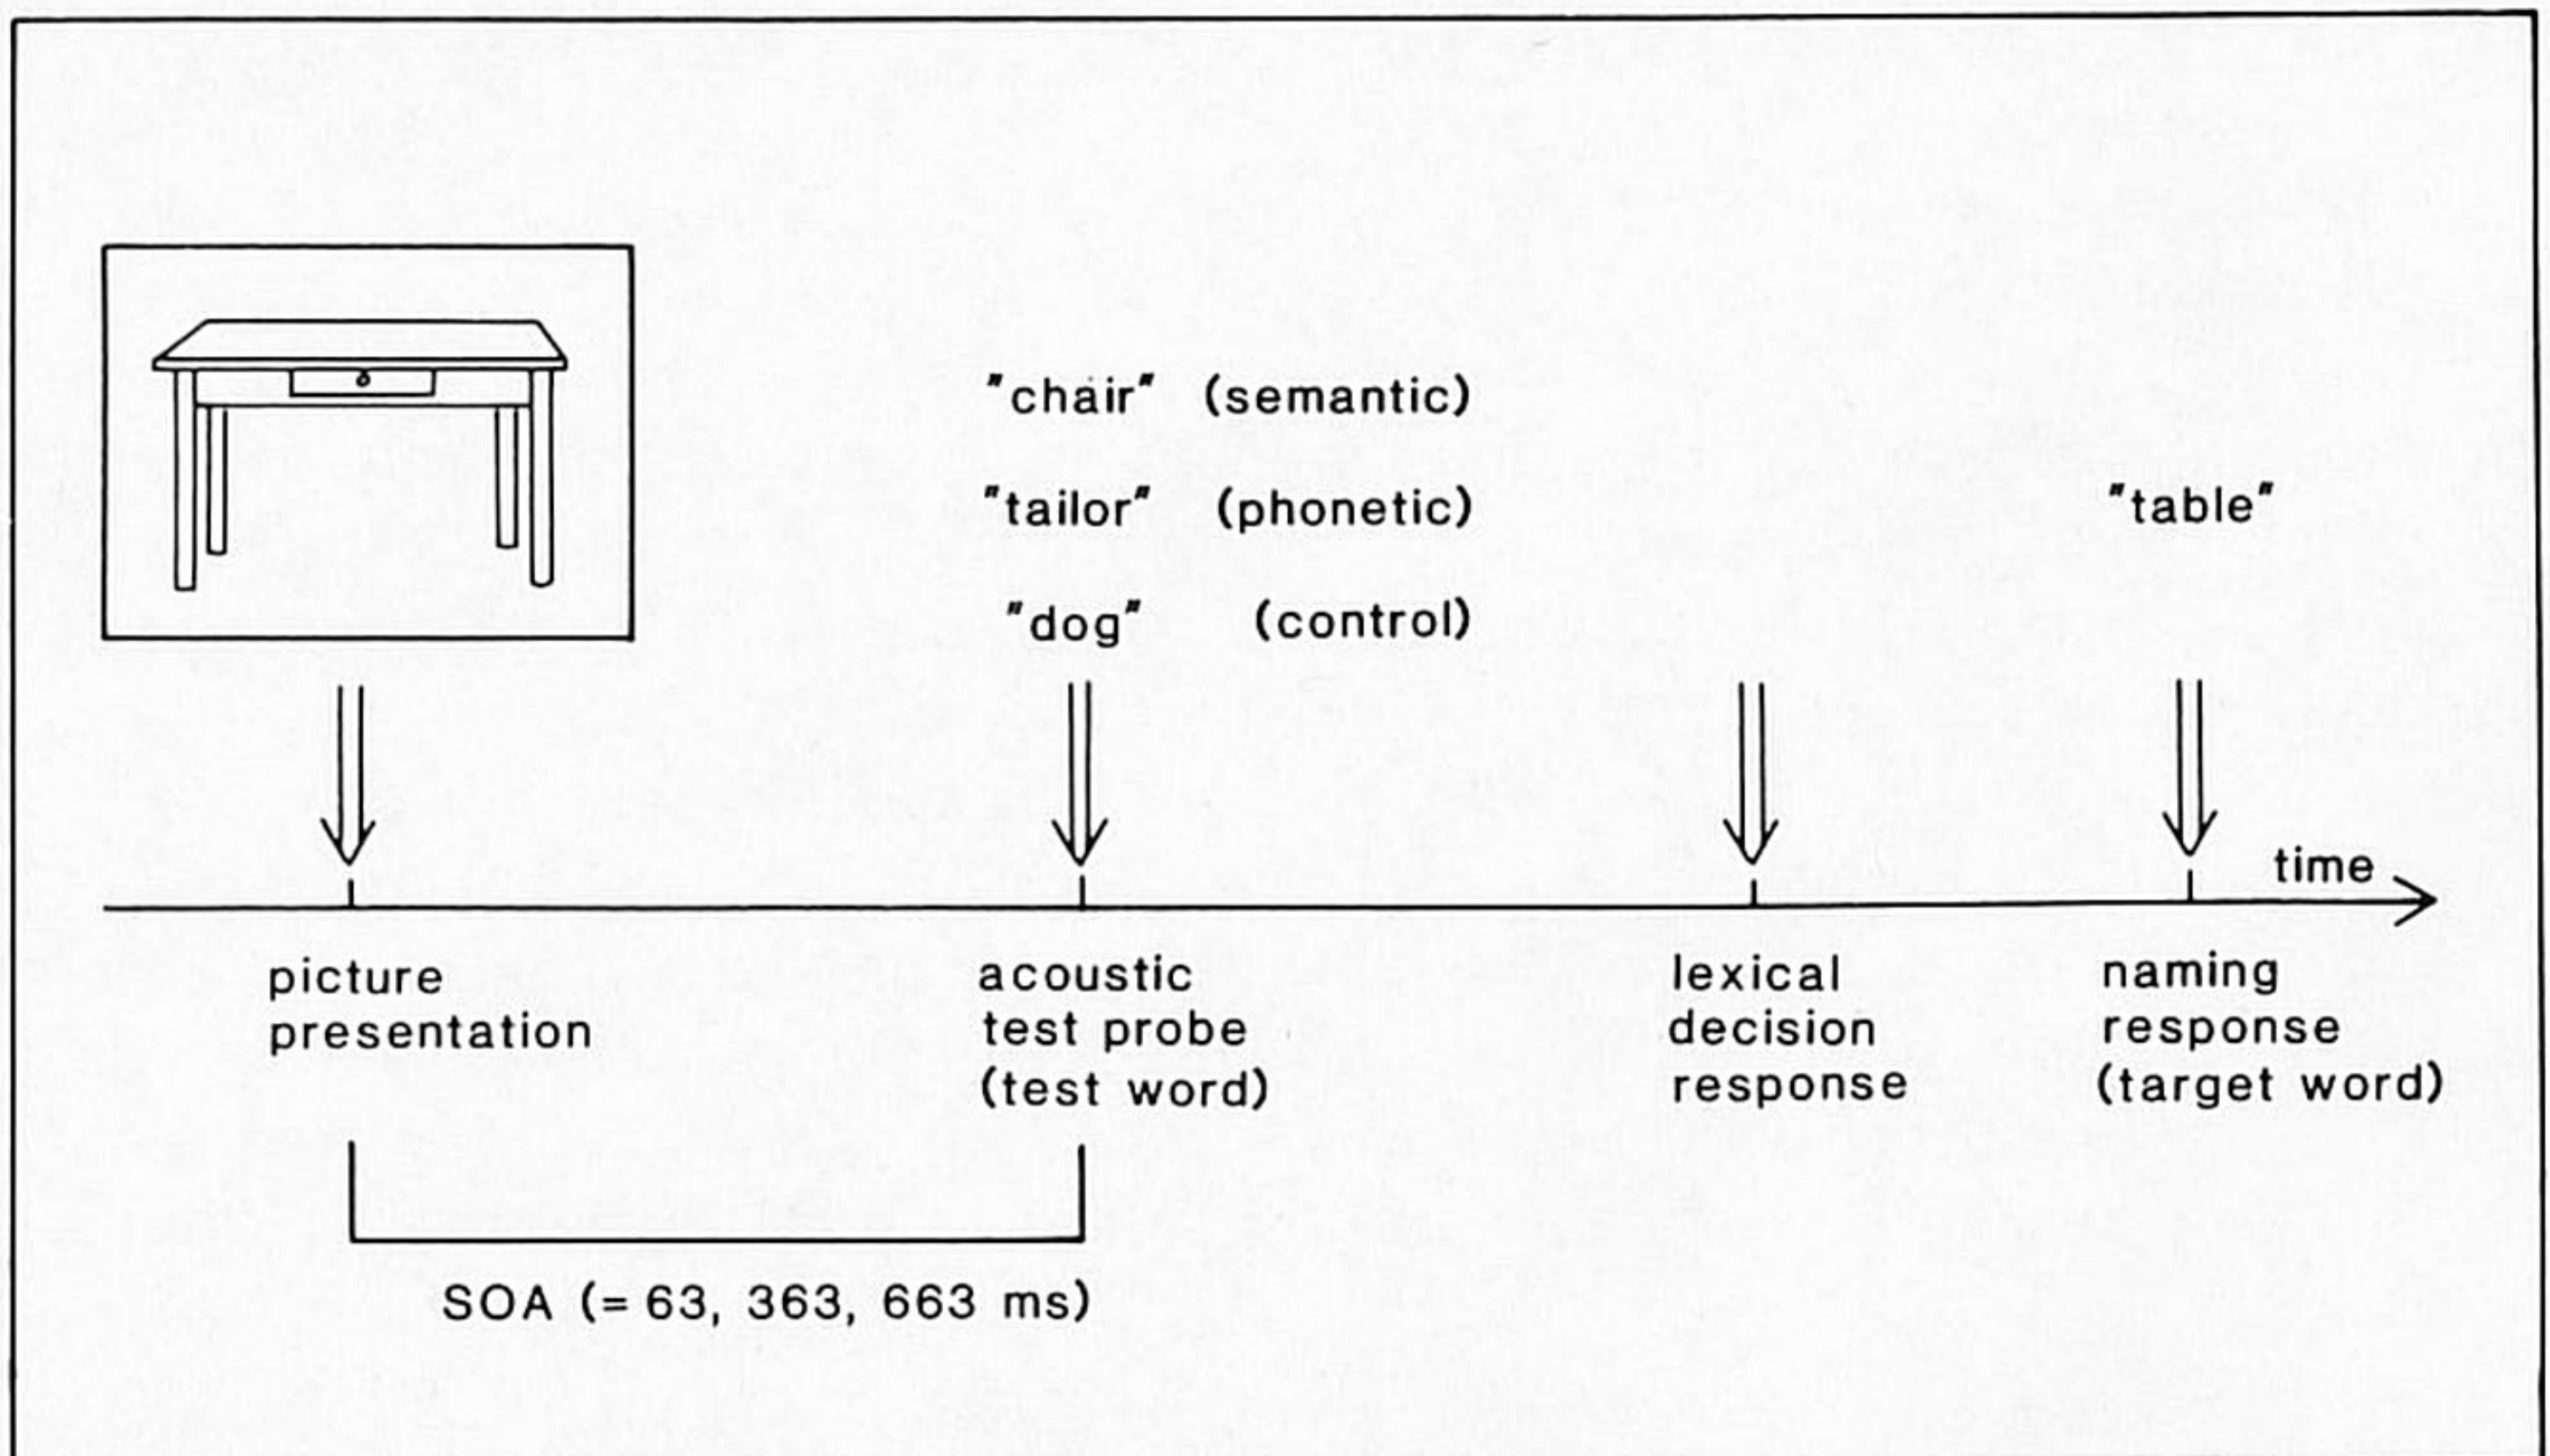 "chair" (semantic)
"tailor" (phonetic)
"table"
"dog" (control)
time
picture
presentation
acoustic
test probe
(test word)
lexical
decision
response
naming
response
(target word)
SOA (= 63, 363, 663 ms)